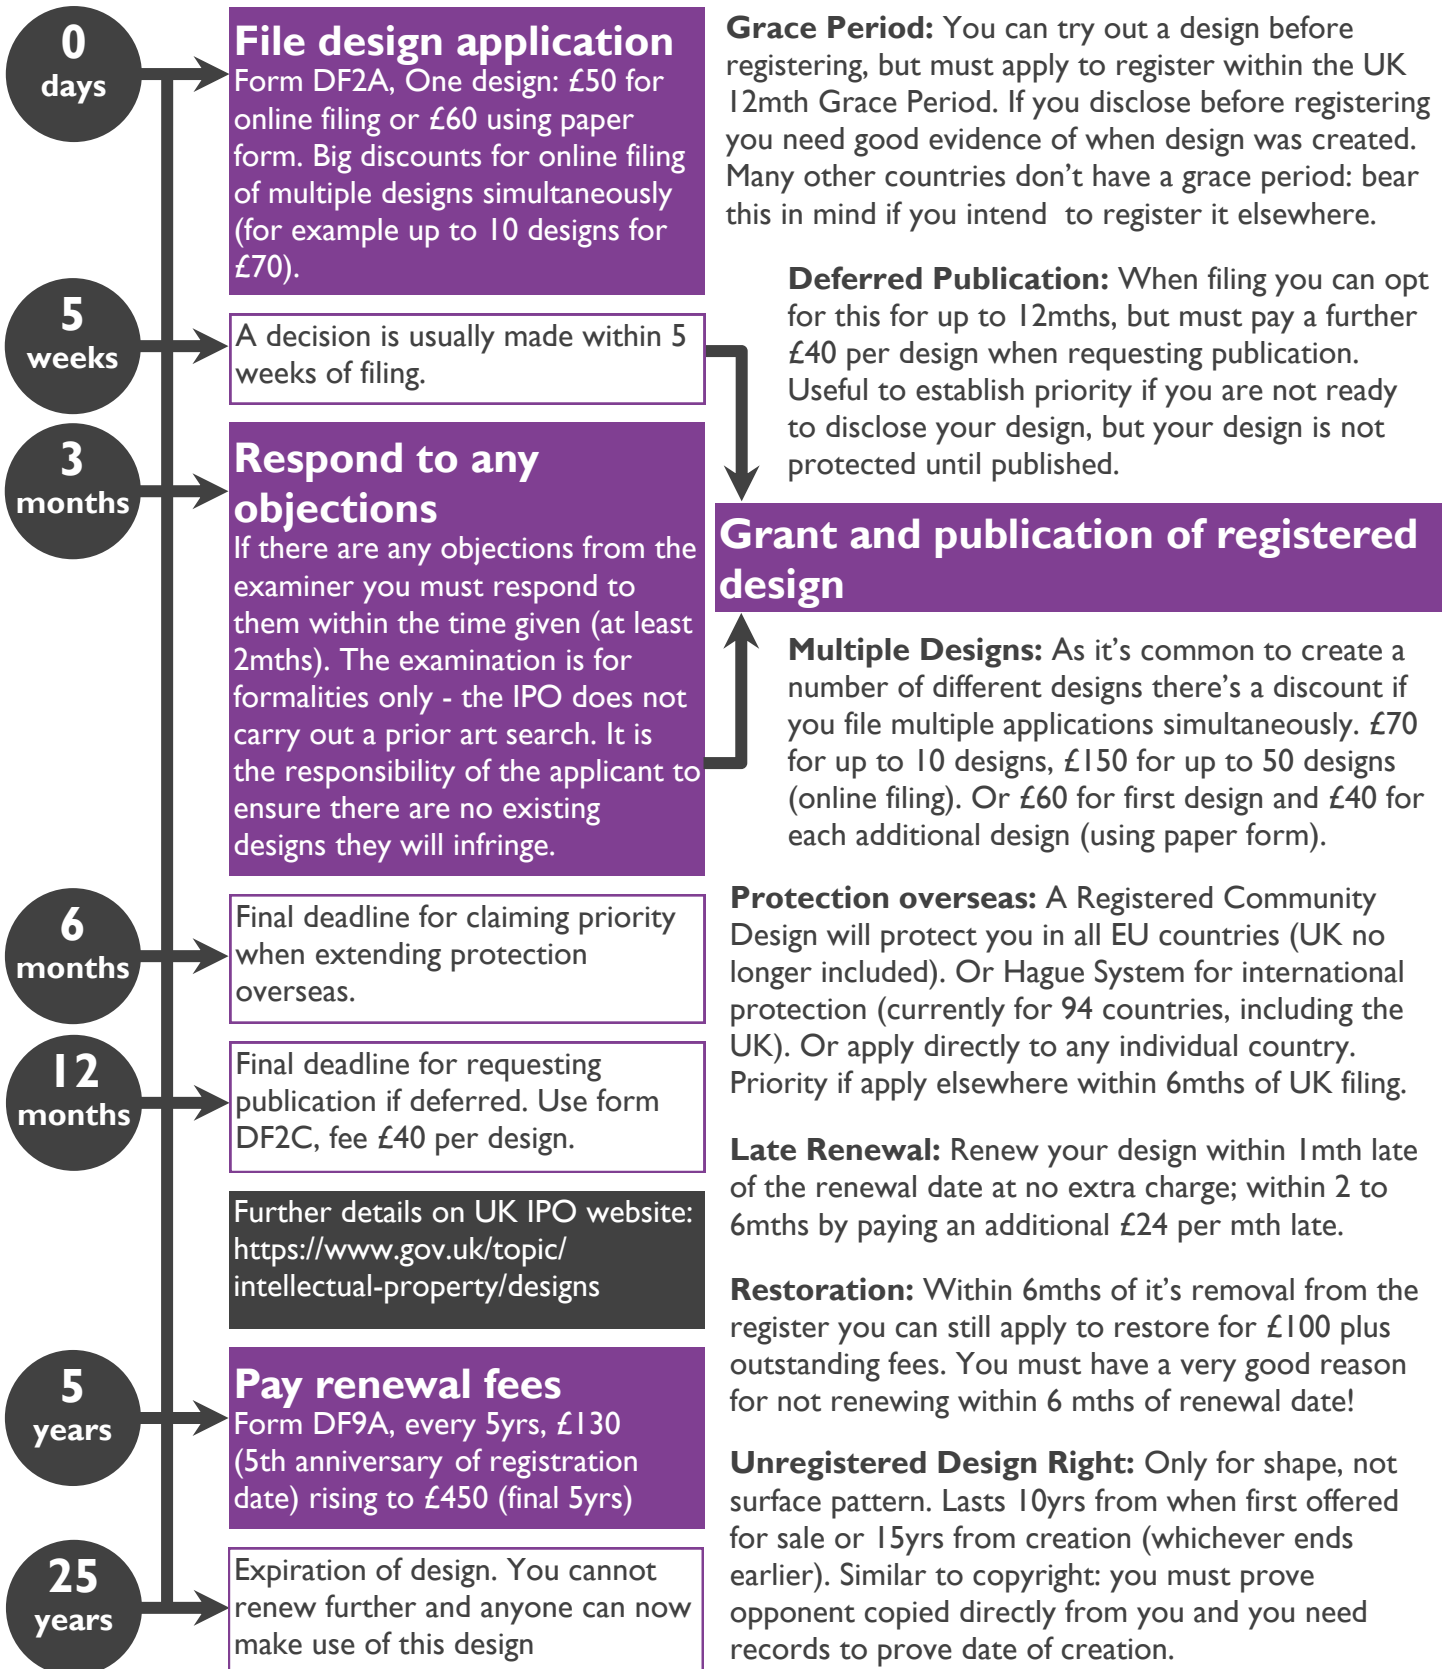 0
days
File design application
Form DF2A, One design: £50 for
online filing or £60 using paper
form. Big discounts for online filing
of multiple designs simultaneously
(for example up to 10 designs for
£70).
5
weeks
A decision is usually made within 5
weeks of filing.
3
months
Respond to any
objections
If there are any objections from the
examiner you must respond to
them within the time given (at least
2mths). The examination is for
formalities only - the IPO does not
carry out a prior art search. It is
the responsibility of the applicant to
ensure there are no existing
designs they will infringe.
6
months
Final deadline for claiming priority
when extending protection
overseas.
12
months
Final deadline for requesting
publication if deferred. Use form
DF2C, fee £40 per design.
Further details on UK IPO website:
https://www.gov.uk/topic/
intellectual-property/designs
5
years
Pay renewal fees
Form DF9A, every 5yrs, £130
(5th anniversary of registration
date) rising to £450 (final 5yrs)
25
years
Expiration of design. You cannot
renew further and anyone can now
make use of this design
Grace Period: You can try out a design before
registering, but must apply to register within the UK
12mth Grace Period. If you disclose before registering
you need good evidence of when design was created.
Many other countries don't have a grace period: bear
this in mind if you intend  to register it elsewhere.
Deferred Publication: When filing you can opt
for this for up to 12mths, but must pay a further
£40 per design when requesting publication.
Useful to establish priority if you are not ready
to disclose your design, but your design is not
protected until published.
Grant and publication of registered
design
Multiple Designs: As it's common to create a
number of different designs there's a discount if
you file multiple applications simultaneously. £70
for up to 10 designs, £150 for up to 50 designs
(online filing). Or £60 for first design and £40 for
each additional design (using paper form).
Protection overseas: A Registered Community
Design will protect you in all EU countries (UK no
longer included). Or Hague System for international
protection (currently for 94 countries, including the
UK). Or apply directly to any individual country.
Priority if apply elsewhere within 6mths of UK filing.
Late Renewal: Renew your design within 1mth late
of the renewal date at no extra charge; within 2 to
6mths by paying an additional £24 per mth late.
Restoration: Within 6mths of it's removal from the
register you can still apply to restore for £100 plus
outstanding fees. You must have a very good reason
for not renewing within 6 mths of renewal date!
Unregistered Design Right: Only for shape, not
surface pattern. Lasts 10yrs from when first offered
for sale or 15yrs from creation (whichever ends
earlier). Similar to copyright: you must prove
opponent copied directly from you and you need
records to prove date of creation.